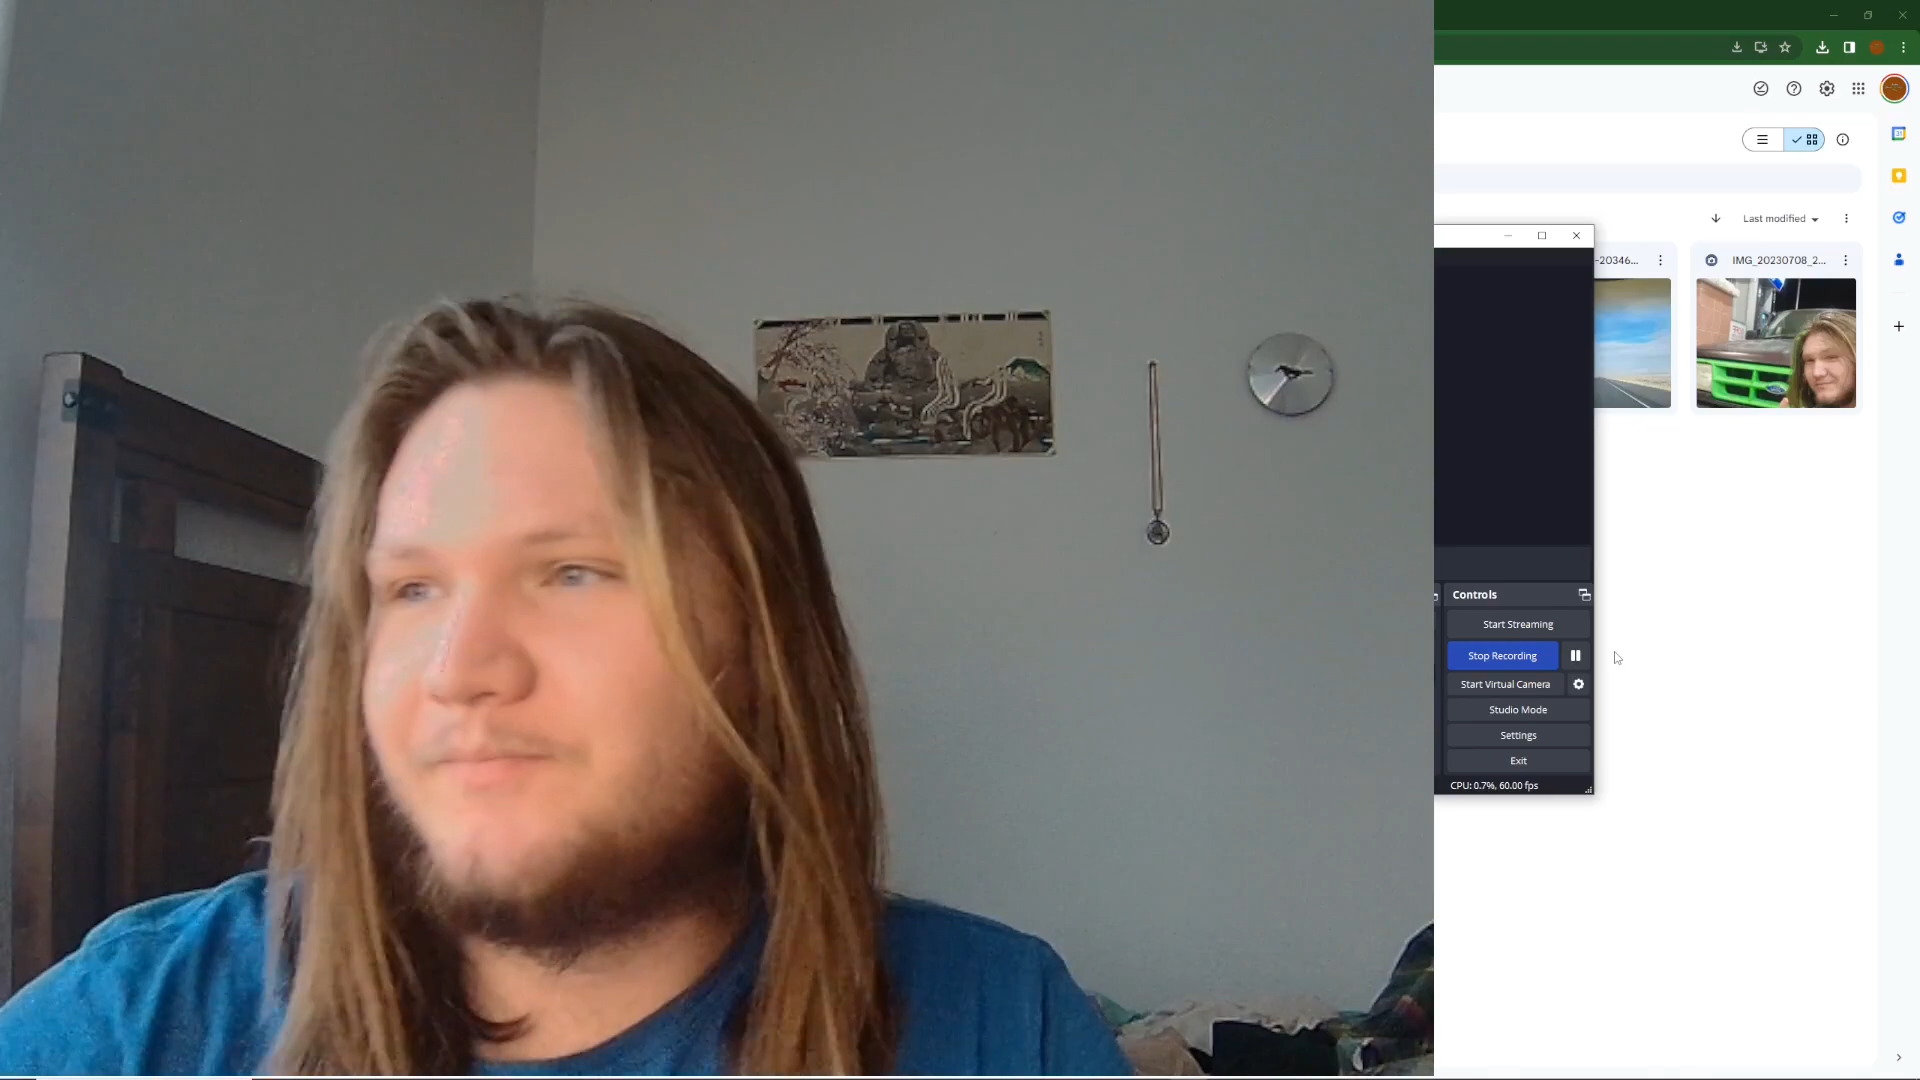 Last modified
-20346...
IMG_20230708_2...
Controls
Start Streaming
Stop Recording
Start Virtual Camera
Studio Mode
Settings
Exit
CPU: 0.7%, 60.00 fps